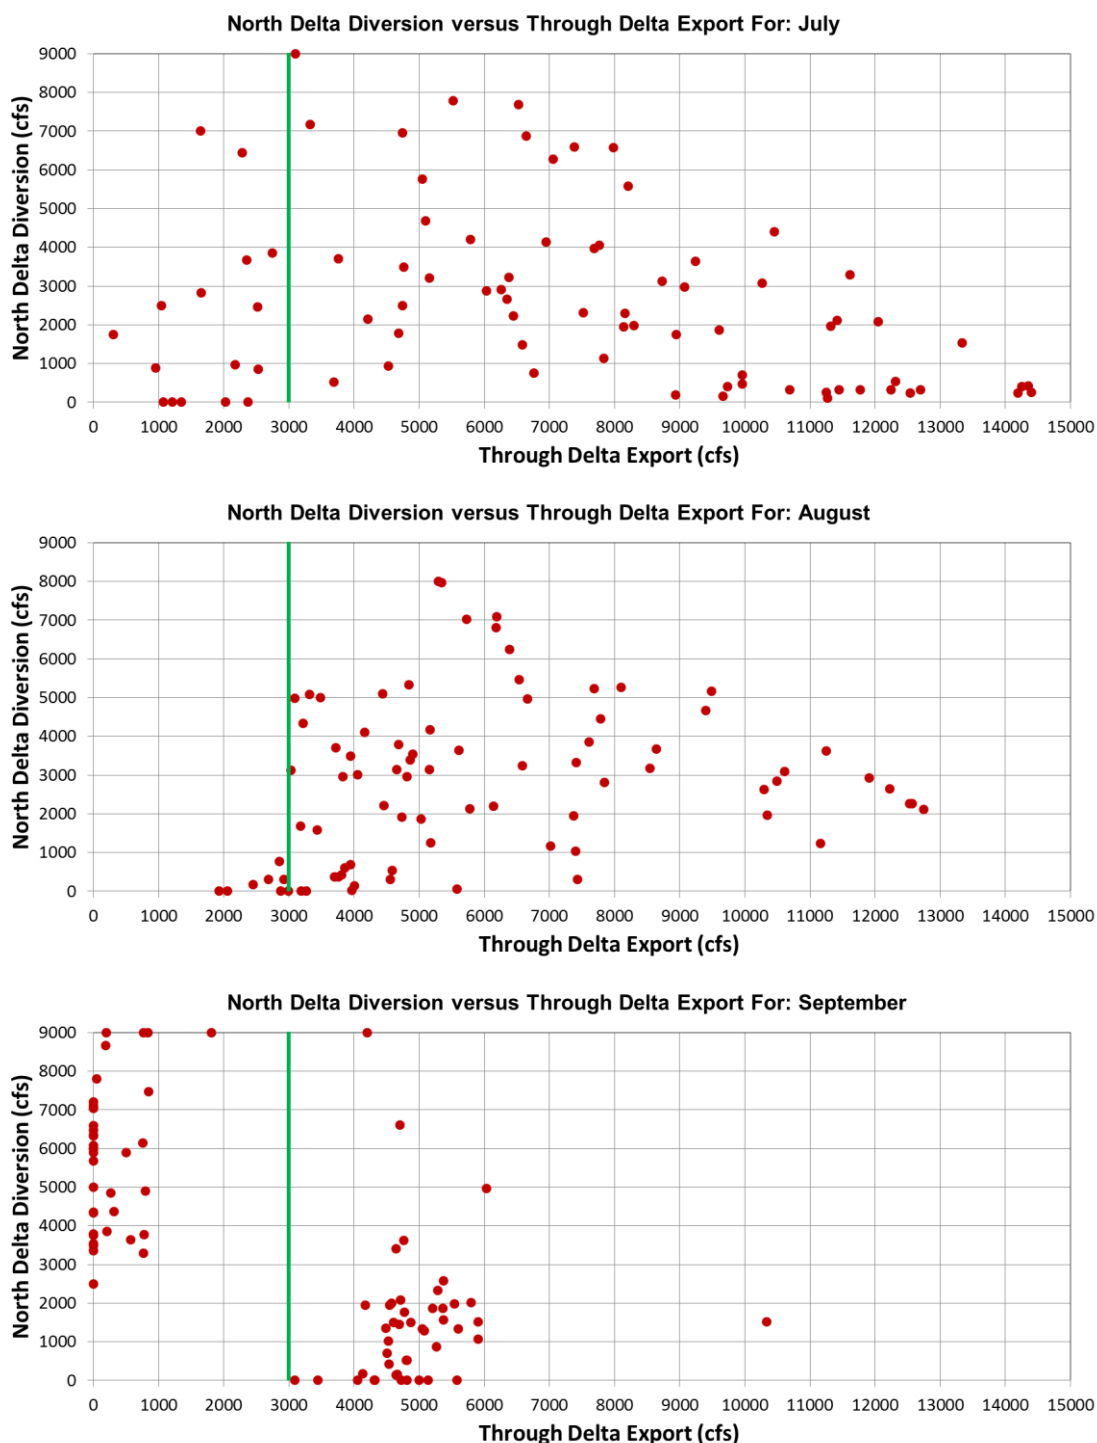 North Delta Diversion versus Through Delta Export For: July
North Delta Diversion (cfs)
9000
8000
7000
6000
5000
4000
3000
2000
1000
0
0 1000 2000 3000 4000 5000 6000 7000 8000 9000 10000 11000 12000 13000 14000 15000
Through Delta Export (cfs)
North Delta Diversion versus Through Delta Export For: August
North Delta Diversion (cfs)
9000
8000
7000
6000
5000
4000
3000
2000
1000
0
0 1000 2000 3000 4000 5000 6000 7000 8000 9000 10000 11000 12000 13000 14000 15000
Through Delta Export (cfs)
North Delta Diversion versus Through Delta Export For: September
North Delta Diversion (cfs)
9000
8000
7000
6000
5000
4000
3000
2000
1000
0
0 1000 2000 3000 4000 5000 6000 7000 8000 9000 10000 11000 12000 13000 14000 15000
Through Delta Export (cfs)